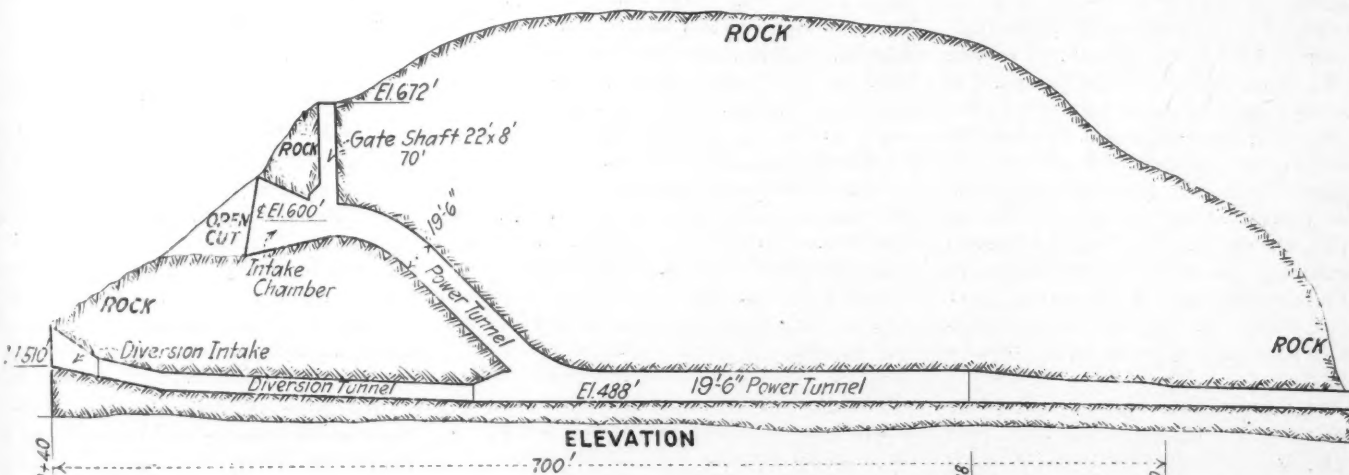 ROCK
El.672'
Gate Shaft 22'x 8'
70'
ROCK
℄ El.600'
OPEN
CUT
19'-6"
Intake
Chamber
Power Tunnel
ROCK
ROCK
510'
Diversion Intake
Diversion Tunnel
El.488'
19'-6" Power Tunnel
ELEVATION
700'
+40